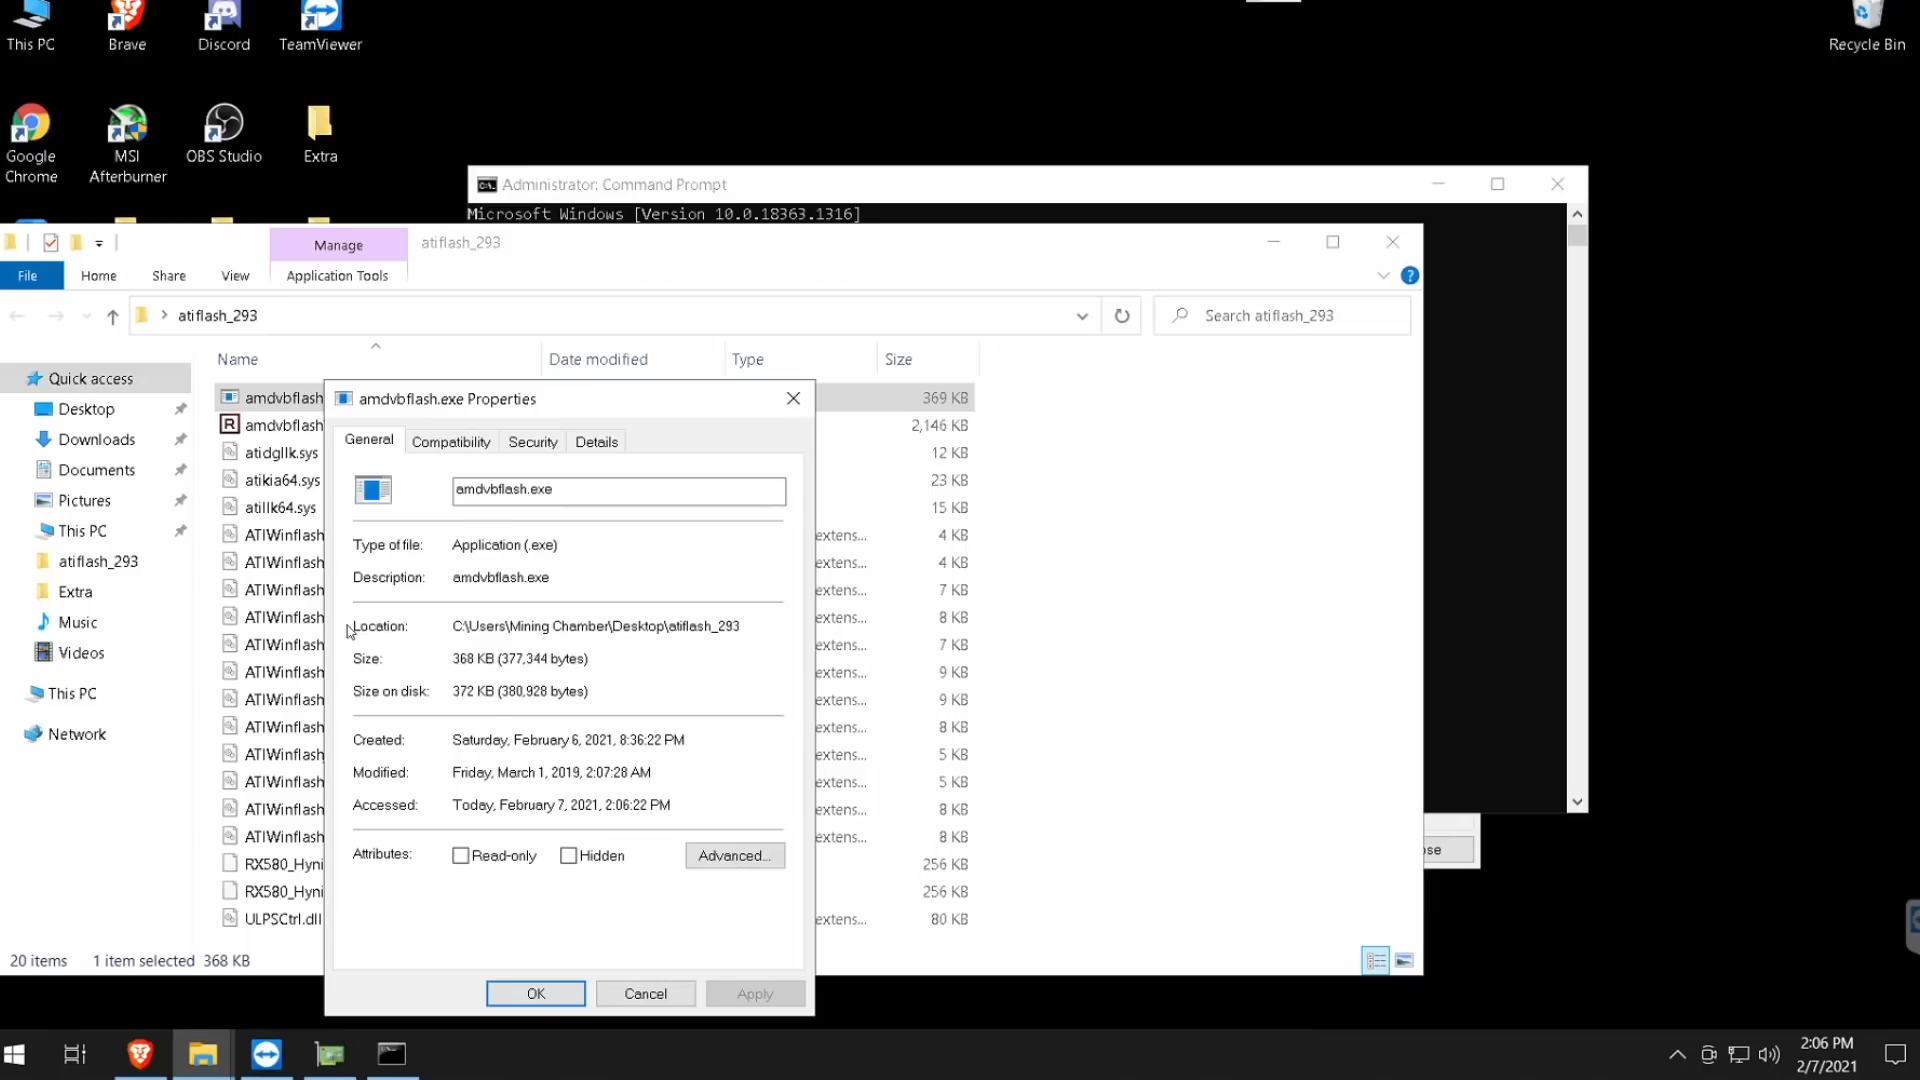 This PC
Brave
Discord
TeamViewer
Recycle Bin
Google Chrome
MSI Afterburner
OBS Studio
Extra
Administrator: Command Prompt
Microsoft Windows [Version 10.0.18363.1316]
Manage
atiflash_293
File
Home
Share
View
Application Tools
atiflash_293
Search atiflash_293
Name
Date modified
Type
Size
Quick access
Desktop
Downloads
Documents
Pictures
This PC
atiflash_293
Extra
Music
Videos
This PC
Network
amdvbflash
369 KB
amdvbflash
2,146 KB
atidgllk.sys
12 KB
atikia64.sys
23 KB
atillk64.sys
15 KB
ATIWinflash
extens...
4 KB
ATIWinflash
extens...
4 KB
ATIWinflash
extens...
7 KB
ATIWinflash
extens...
8 KB
ATIWinflash
extens...
7 KB
ATIWinflash
extens...
9 KB
ATIWinflash
extens...
9 KB
ATIWinflash
extens...
8 KB
ATIWinflash
extens...
5 KB
ATIWinflash
extens...
5 KB
ATIWinflash
extens...
8 KB
ATIWinflash
extens...
8 KB
RX580_Hyni
256 KB
RX580_Hyni
256 KB
ULPSCtrl.dll
extens...
80 KB
20 items
1 item selected 368 KB
amdvbflash.exe Properties
General
Compatibility
Security
Details
amdvbflash.exe
Type of file: Application (.exe)
Description: amdvbflash.exe
Location: C:\Users\Mining Chamber\Desktop\atiflash_293
Size: 368 KB (377,344 bytes)
Size on disk: 372 KB (380,928 bytes)
Created: Saturday, February 6, 2021, 8:36:22 PM
Modified: Friday, March 1, 2019, 2:07:28 AM
Accessed: Today, February 7, 2021, 2:06:22 PM
Attributes: Read-only Hidden Advanced...
OK
Cancel
Apply
ose
2:06 PM
2/7/2021